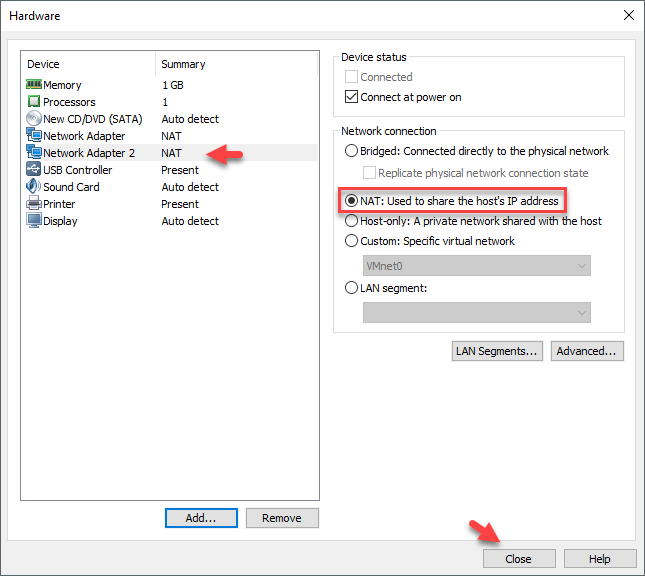 Hardware
Device Summary
Memory 1 GB
Processors 1
New CD/DVD (SATA) Auto detect
Network Adapter NAT
Network Adapter 2 NAT
USB Controller Present
Sound Card Auto detect
Printer Present
Display Auto detect
Add...
Remove
Device status
Connected
Connect at power on
Network connection
Bridged: Connected directly to the physical network
Replicate physical network connection state
NAT: Used to share the host's IP address
Host-only: A private network shared with the host
Custom: Specific virtual network
VMnet0
LAN segment:
LAN Segments...
Advanced...
Close
Help